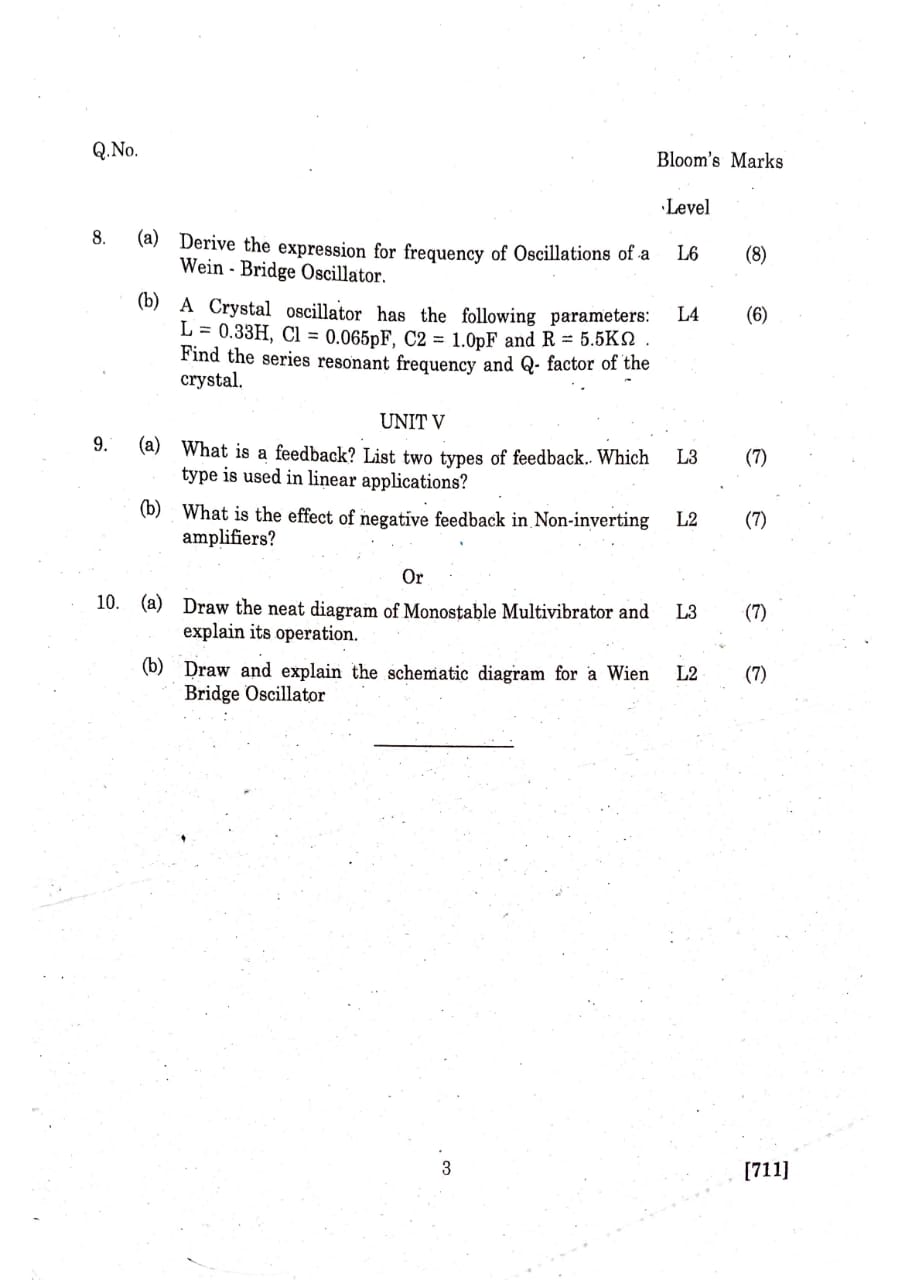 Q.No.
Bloom's Marks
Level
8. (a) Derive the expression for frequency of Oscillations of a L6 (8)
Wein - Bridge Oscillator.
(b) A Crystal oscillator has the following parameters: L4 (6)
L = 0.33H, Cl = 0.065pF, C2 = 1.0pF and R = 5.5KΩ .
Find the series resonant frequency and Q- factor of the
crystal.
UNIT V
9. (a) What is a feedback? List two types of feedback.. Which L3 (7)
type is used in linear applications?
(b) What is the effect of negative feedback in Non-inverting L2 (7)
amplifiers?
Or
10. (a) Draw the neat diagram of Monostable Multivibrator and L3 (7)
explain its operation.
(b) Draw and explain the schematic diagram for a Wien L2 (7)
Bridge Oscillator
3 [711]